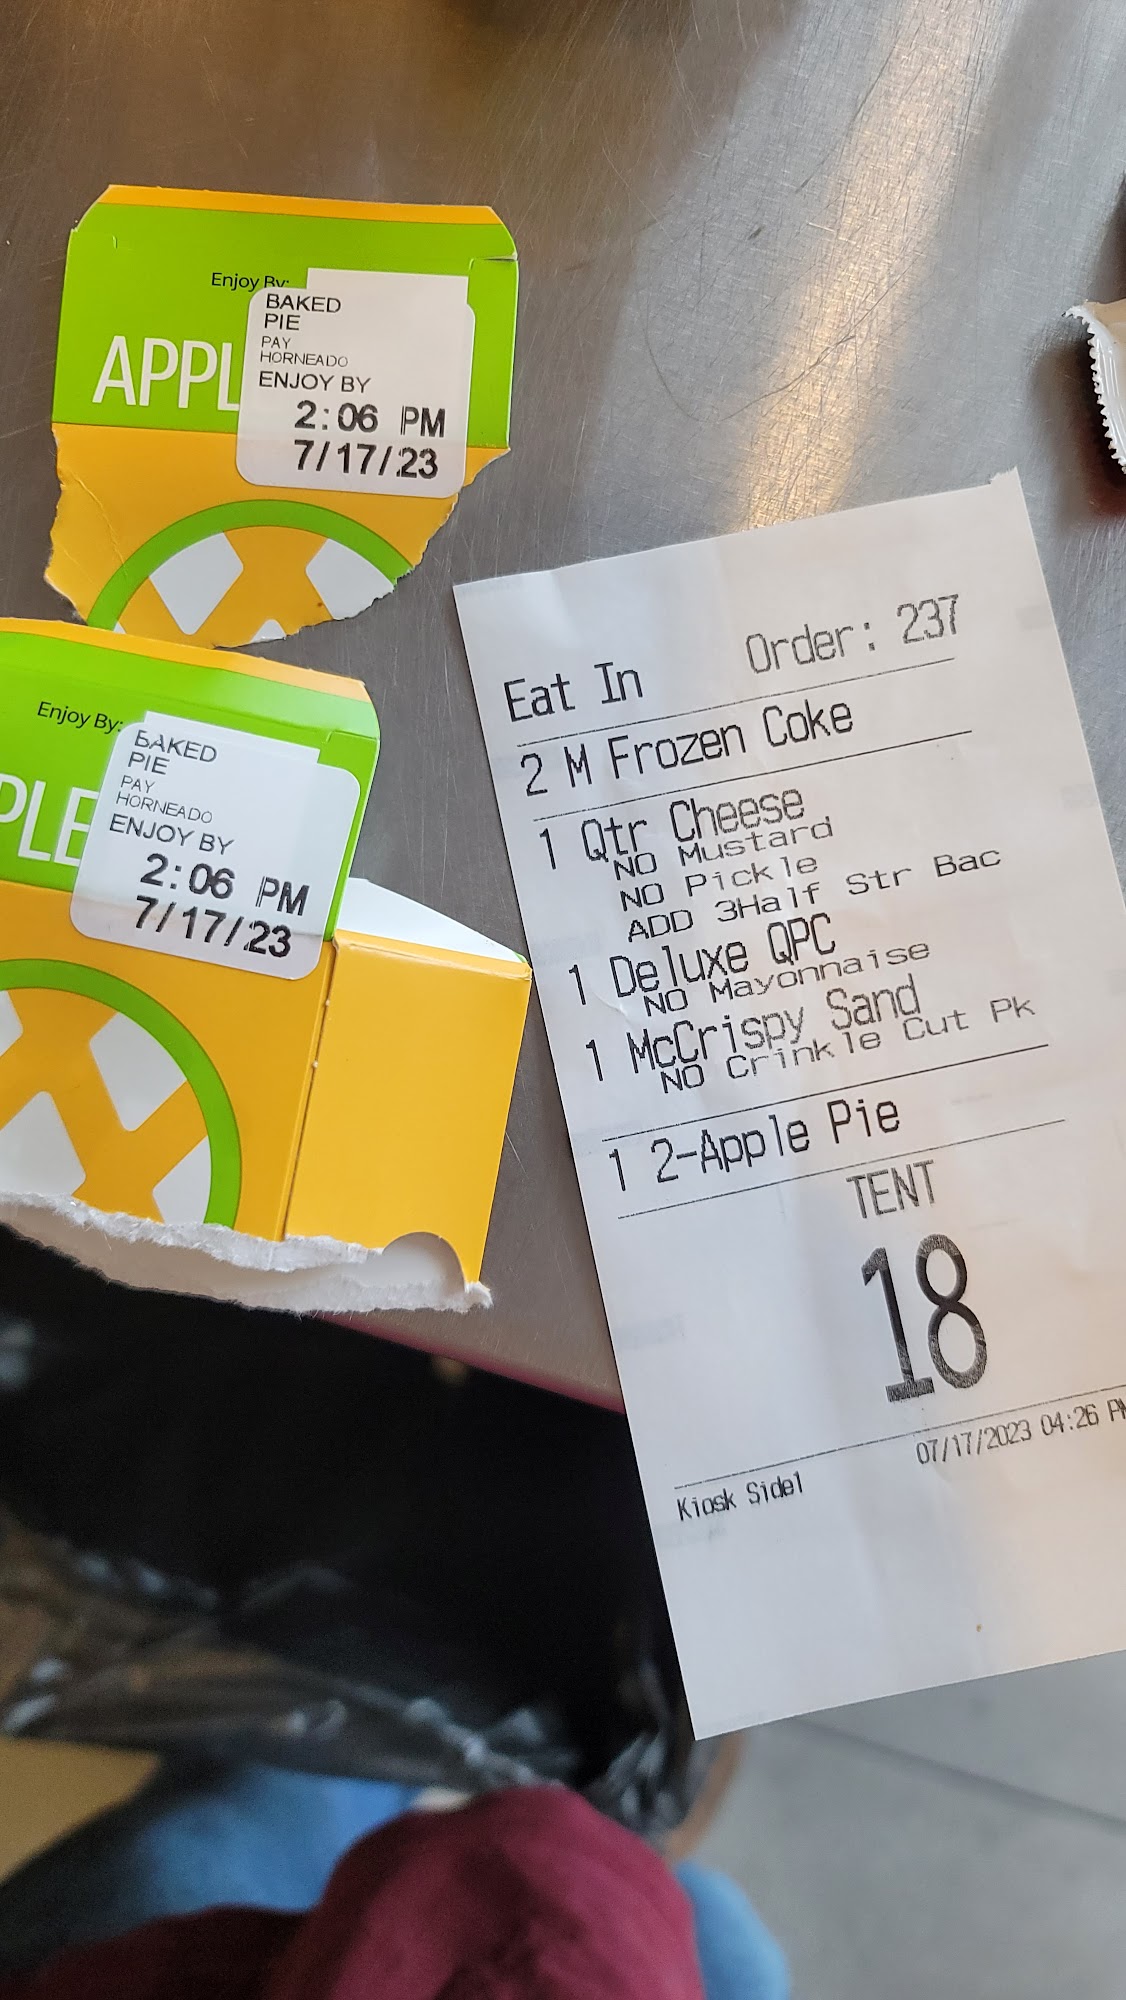 Enjoy By:
BAKED
PIE
PAY
HORNEADO
ENJOY BY
2:06 PM
7/17/23
APPL
Enjoy By:
BAKED
PIE
PAY
HORNEADO
ENJOY BY
2:06 PM
7/17/23
PLE
Order: 237
Eat In
2 M Frozen Coke
1 Qtr Cheese
NO Mustard
NO Pickle
ADD 3Half Str Bac
1 Deluxe QPC
NO Mayonnaise
1 McCrispy Sand
NO Crinkle Cut Pk
1 2-Apple Pie
TENT
18
07/17/2023 04:26 PM
Kiosk Side1